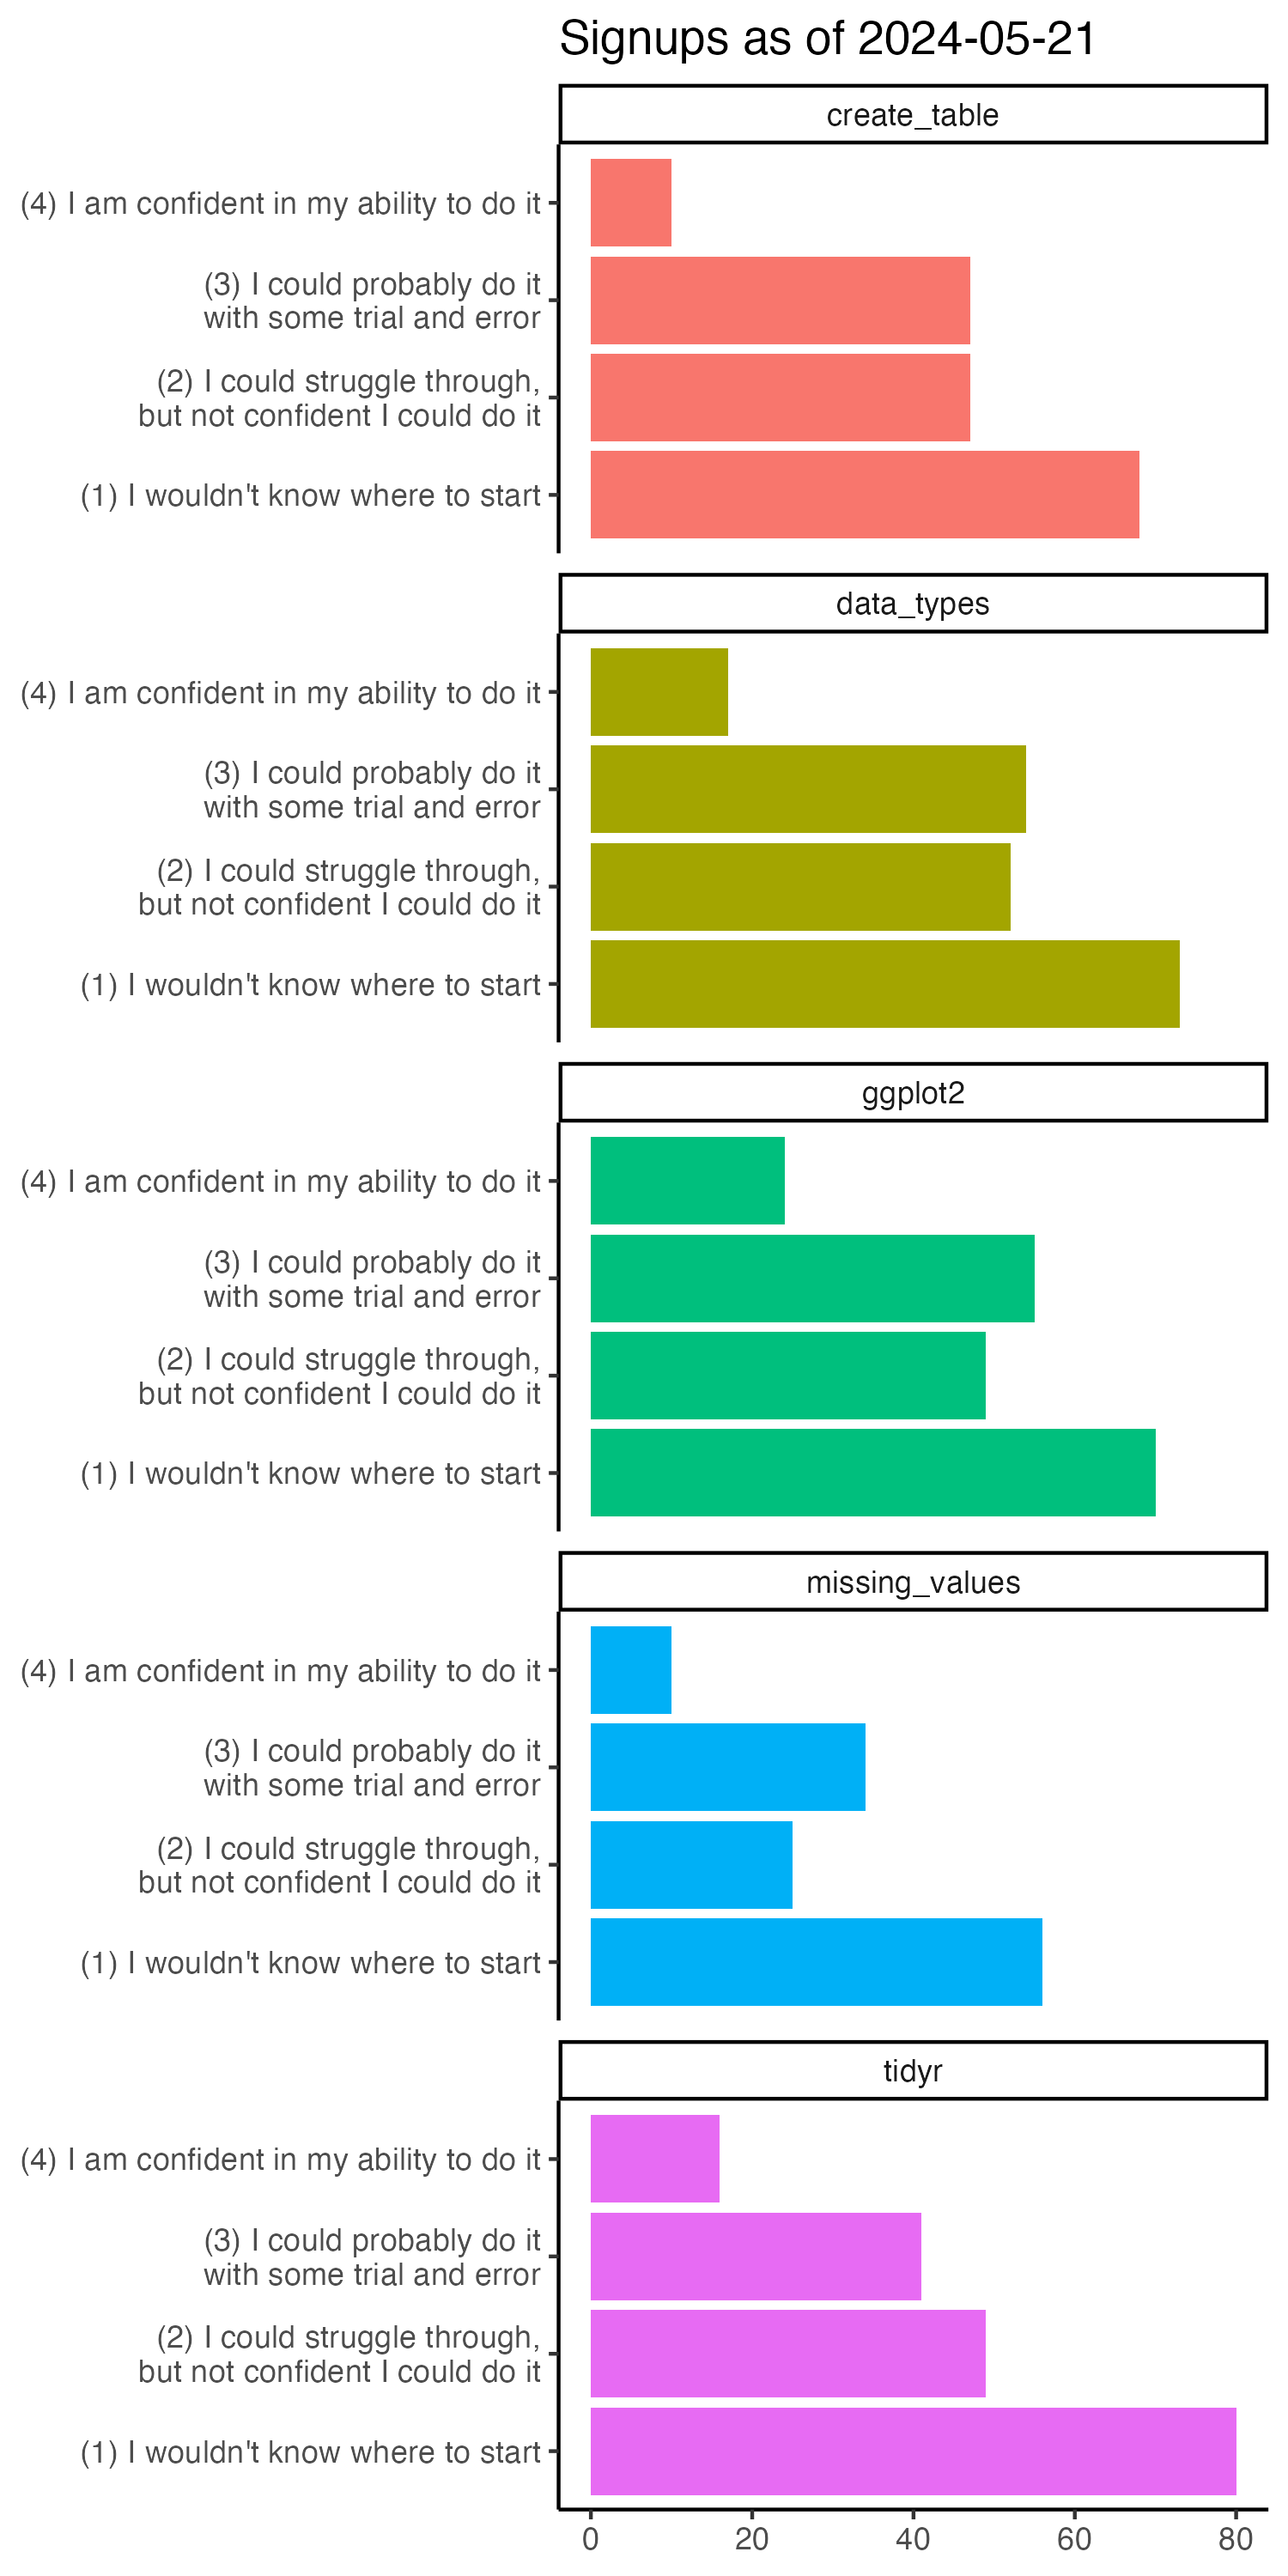 Signups as of 2024-05-21
create_table
(4) I am confident in my ability to do it
(3) I could probably do it
with some trial and error
(2) I could struggle through,
but not confident I could do it
(1) I wouldn't know where to start
data_types
(4) I am confident in my ability to do it
(3) I could probably do it
with some trial and error
(2) I could struggle through,
but not confident I could do it
(1) I wouldn't know where to start
ggplot2
(4) I am confident in my ability to do it
(3) I could probably do it
with some trial and error
(2) I could struggle through,
but not confident I could do it
(1) I wouldn't know where to start
missing_values
(4) I am confident in my ability to do it
(3) I could probably do it
with some trial and error
(2) I could struggle through,
but not confident I could do it
(1) I wouldn't know where to start
tidyr
(4) I am confident in my ability to do it
(3) I could probably do it
with some trial and error
(2) I could struggle through,
but not confident I could do it
(1) I wouldn't know where to start
0 20 40 60 80